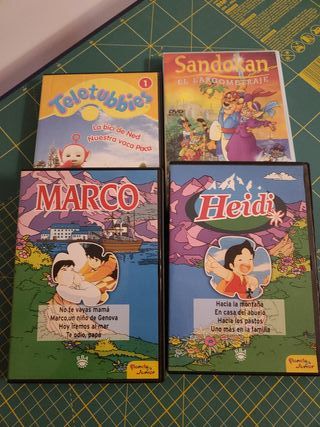 Teletubbies
1
La bici de Ned
Nuestra vaca Paca
Sandokan
EL LARGOMETRAJE
DVD
MARCO
No te vayas mamá
Marco, un niño de Genova
Hoy iremos al mar
Te odio, papá
Planeta
Junior
Heidi
Hacia la montaña
En casa del abuelo
Hacia los pastos
Uno más en la familia
Planeta
Junior